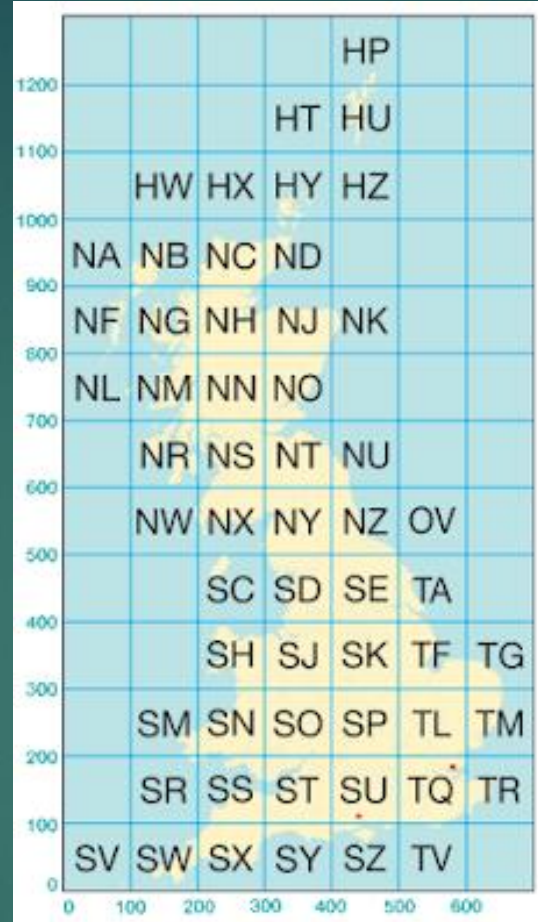 HP
1200
HT HU
1100
HW HX HY HZ
1000
NA NB NC ND
900
NF NG NH NJ NK
800
NL NM NN NO
700
NR NS NT NU
600
NW NX NY NZ OV
500
SC SD SE TA
400
SH SJ SK TF TG
300
SM SN SO SP TL TM
200
SR SS ST SU TQ TR
100
SV SW SX SY SZ TV
0
0 100 200 300 400 500 600